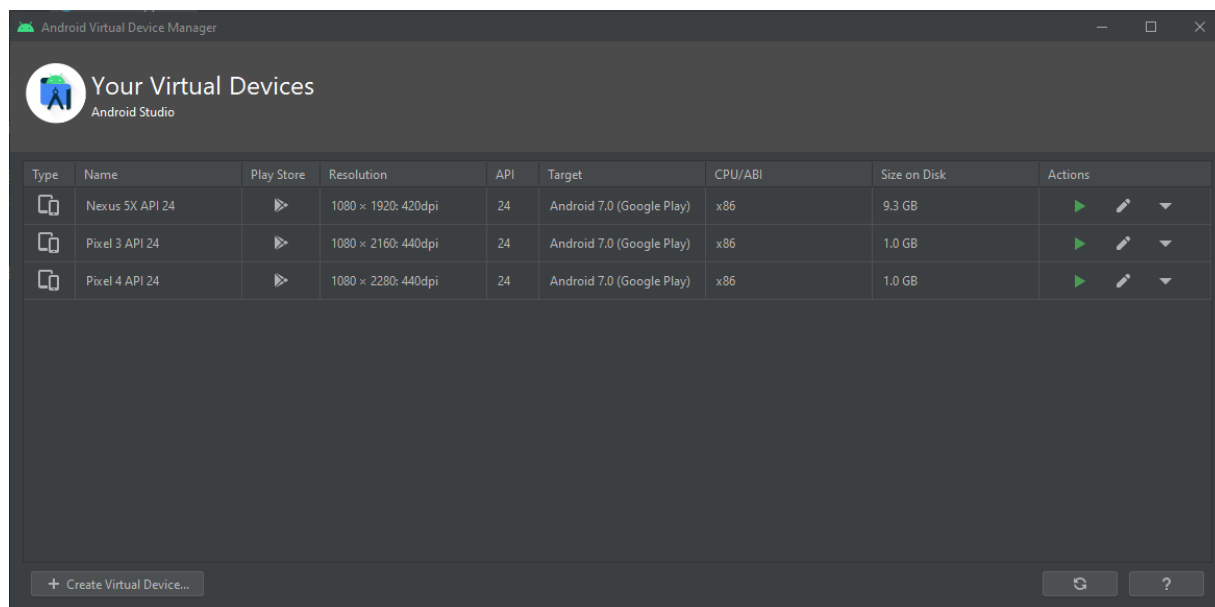 Android Virtual Device Manager
Your Virtual Devices
Android Studio
Type Name Play Store Resolution API Target CPU/ABI Size on Disk Actions
Nexus 5X API 24 1080 × 1920: 420dpi 24 Android 7.0 (Google Play) x86 9.3 GB
Pixel 3 API 24 1080 × 2160: 440dpi 24 Android 7.0 (Google Play) x86 1.0 GB
Pixel 4 API 24 1080 × 2280: 440dpi 24 Android 7.0 (Google Play) x86 1.0 GB
+ Create Virtual Device...
?